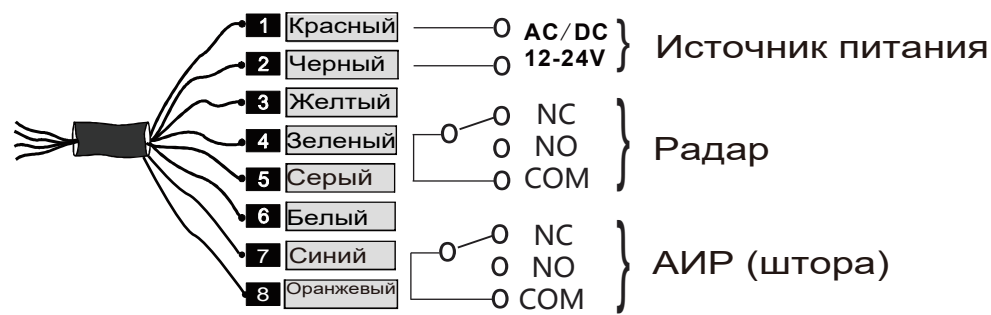 1 Красный AC/DC
2 Черный 12-24V Источник питания
3 Желтый NC
4 Зеленый NO Радар
5 Серый COM
6 Белый NC
7 Синий NO АИР (штора)
8 Оранжевый COM